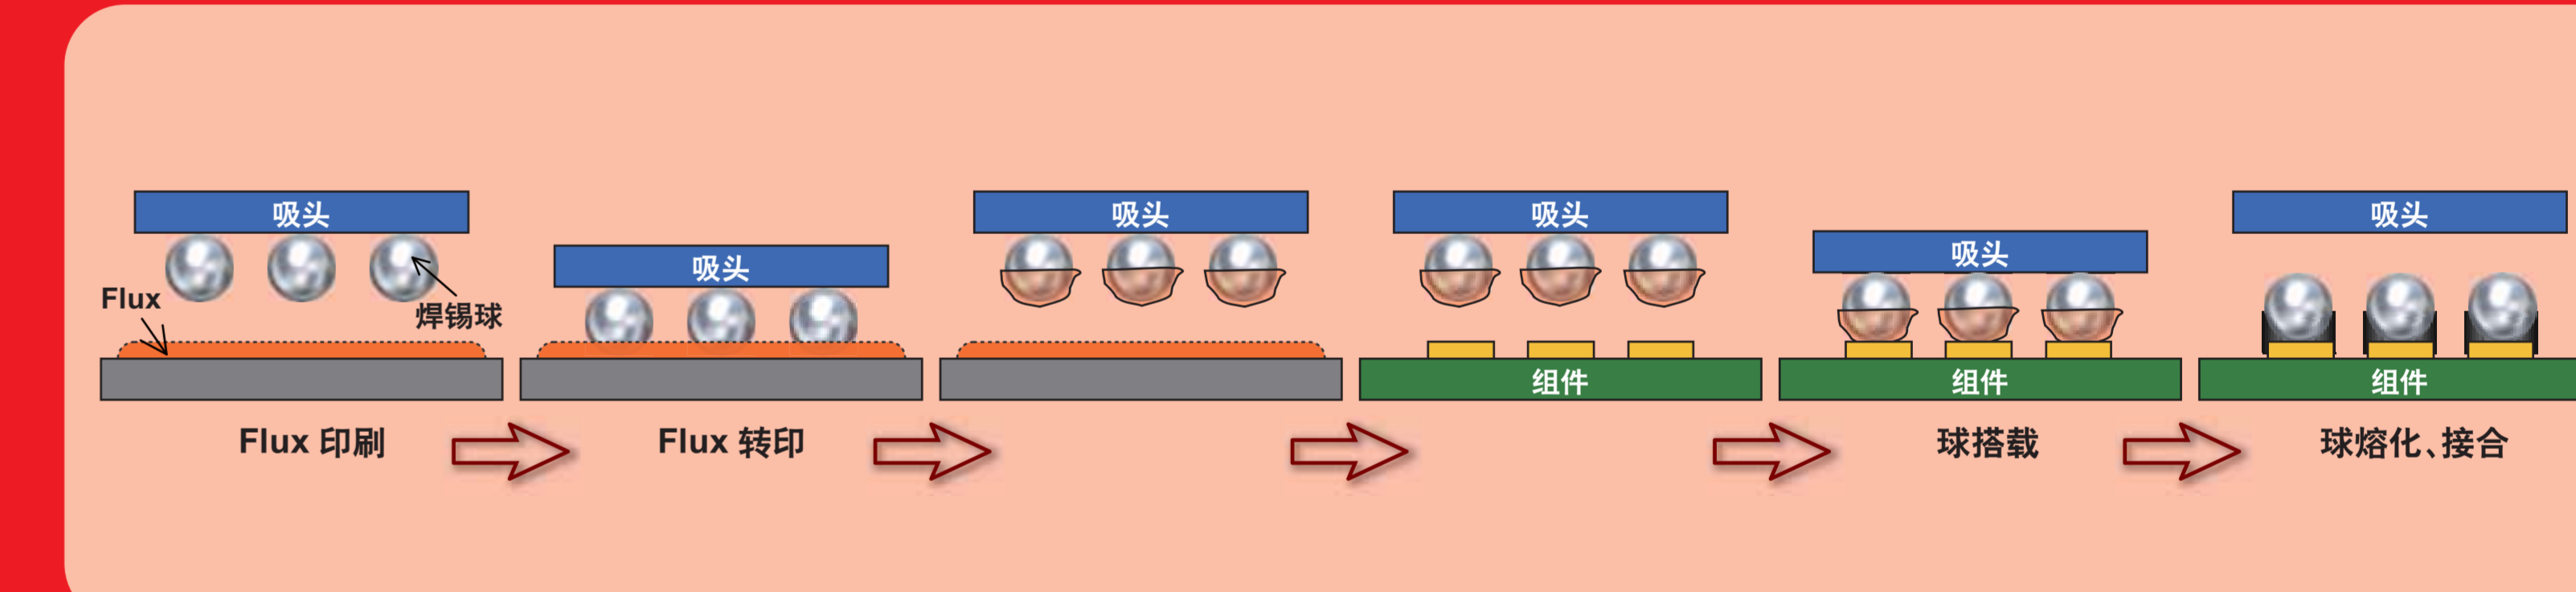 吸头
吸头
吸头
吸头
吸头
吸头
Flux
焊锡球
组件
组件
组件
Flux 印刷
Flux 转印
球搭载
球熔化、接合